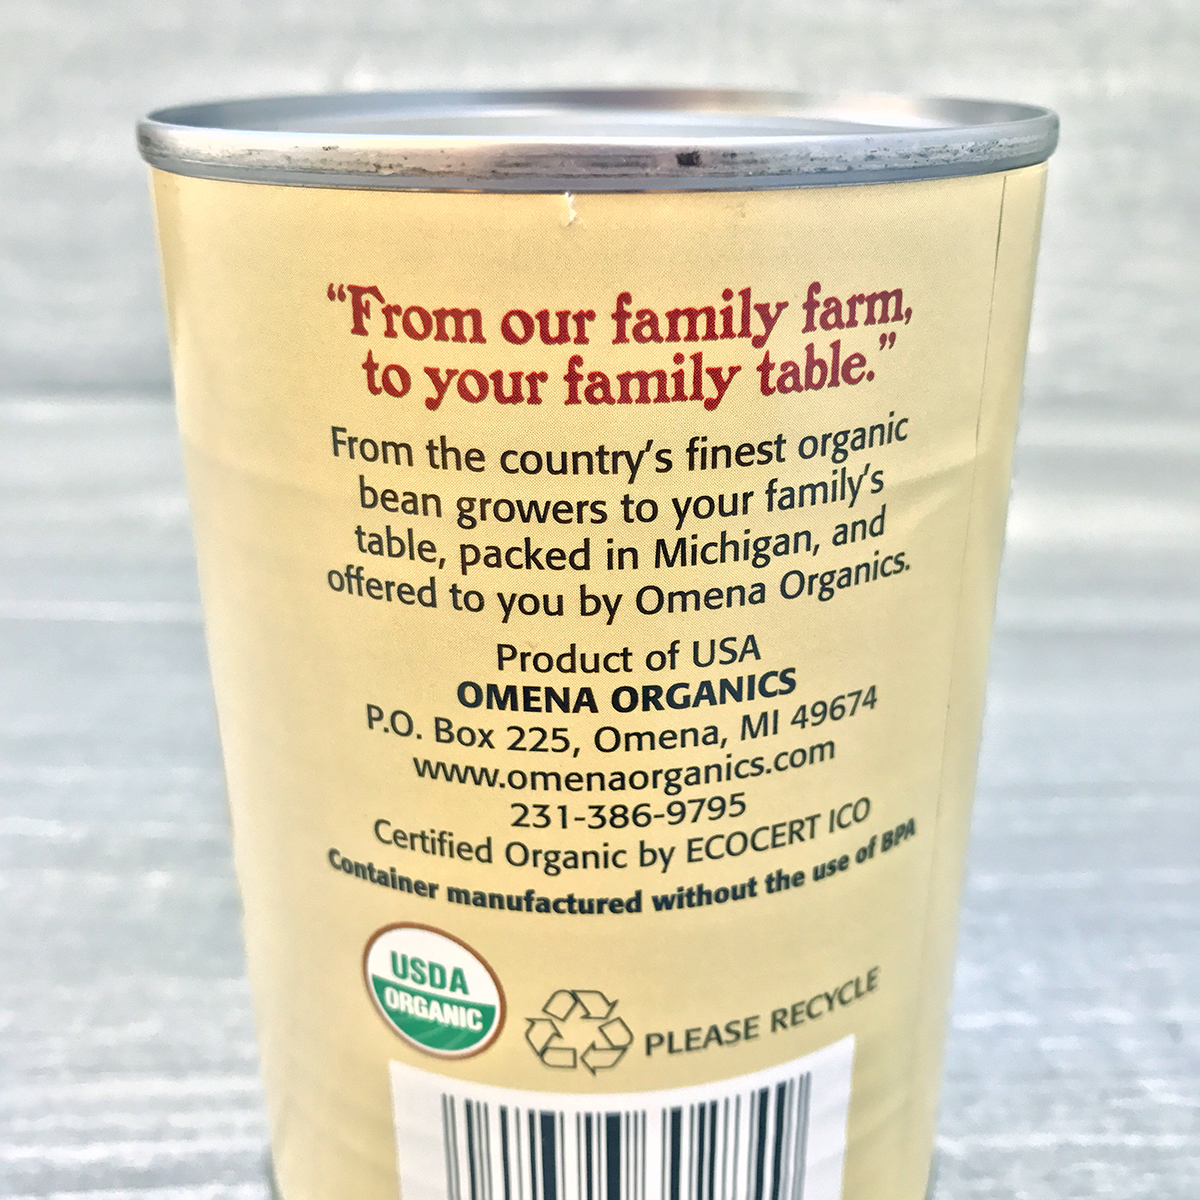 “From our family farm,
to your family table.”
From the country's finest organic
bean growers to your family's
table, packed in Michigan, and
offered to you by Omena Organics.
Product of USA
OMENA ORGANICS
P.O. Box 225, Omena, MI 49674
www.omenaorganics.com
231-386-9795
Certified Organic by ECOCERT ICO
Container manufactured without the use of BPA
USDA
ORGANIC
PLEASE RECYCLE